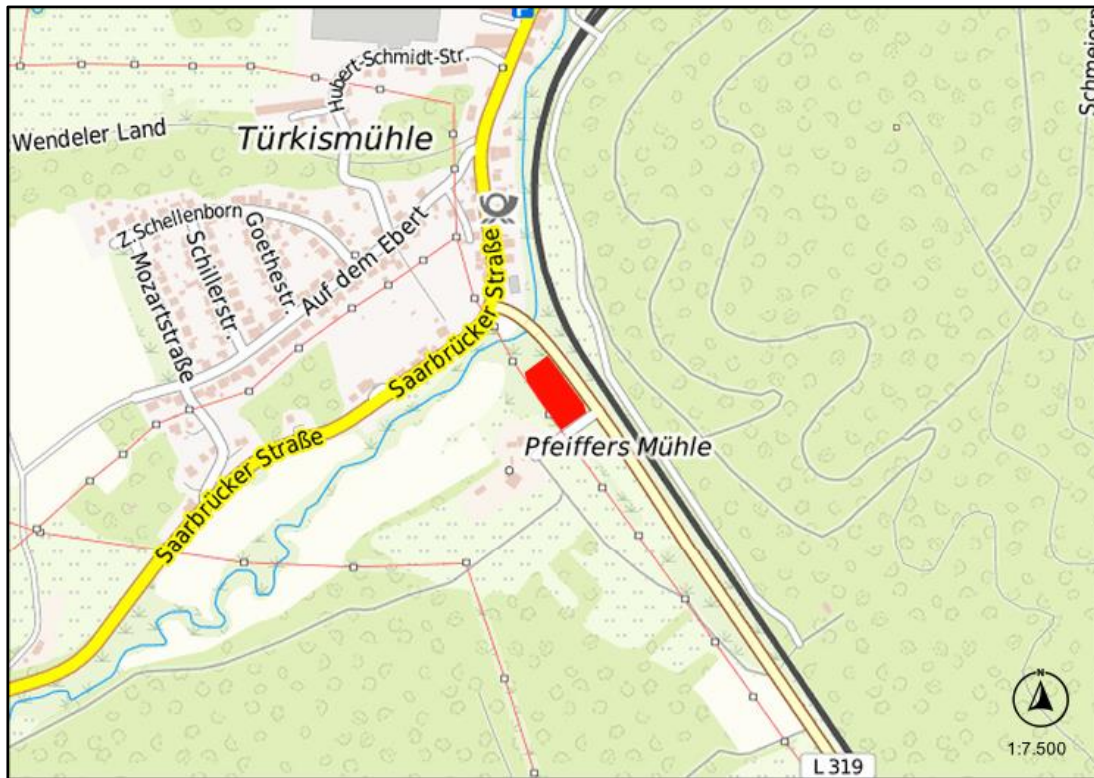 Hubert-Schmidt-Str.
Schmeiern
Wendeler Land
Türkismühle
Z.Schellenborn
Goethestr.
Schillerstr.
Mozartstraße
Auf dem Ebert
Saarbrücker Straße
Saarbrücker Straße
Pfeiffers Mühle
N
1:7.500
L 319